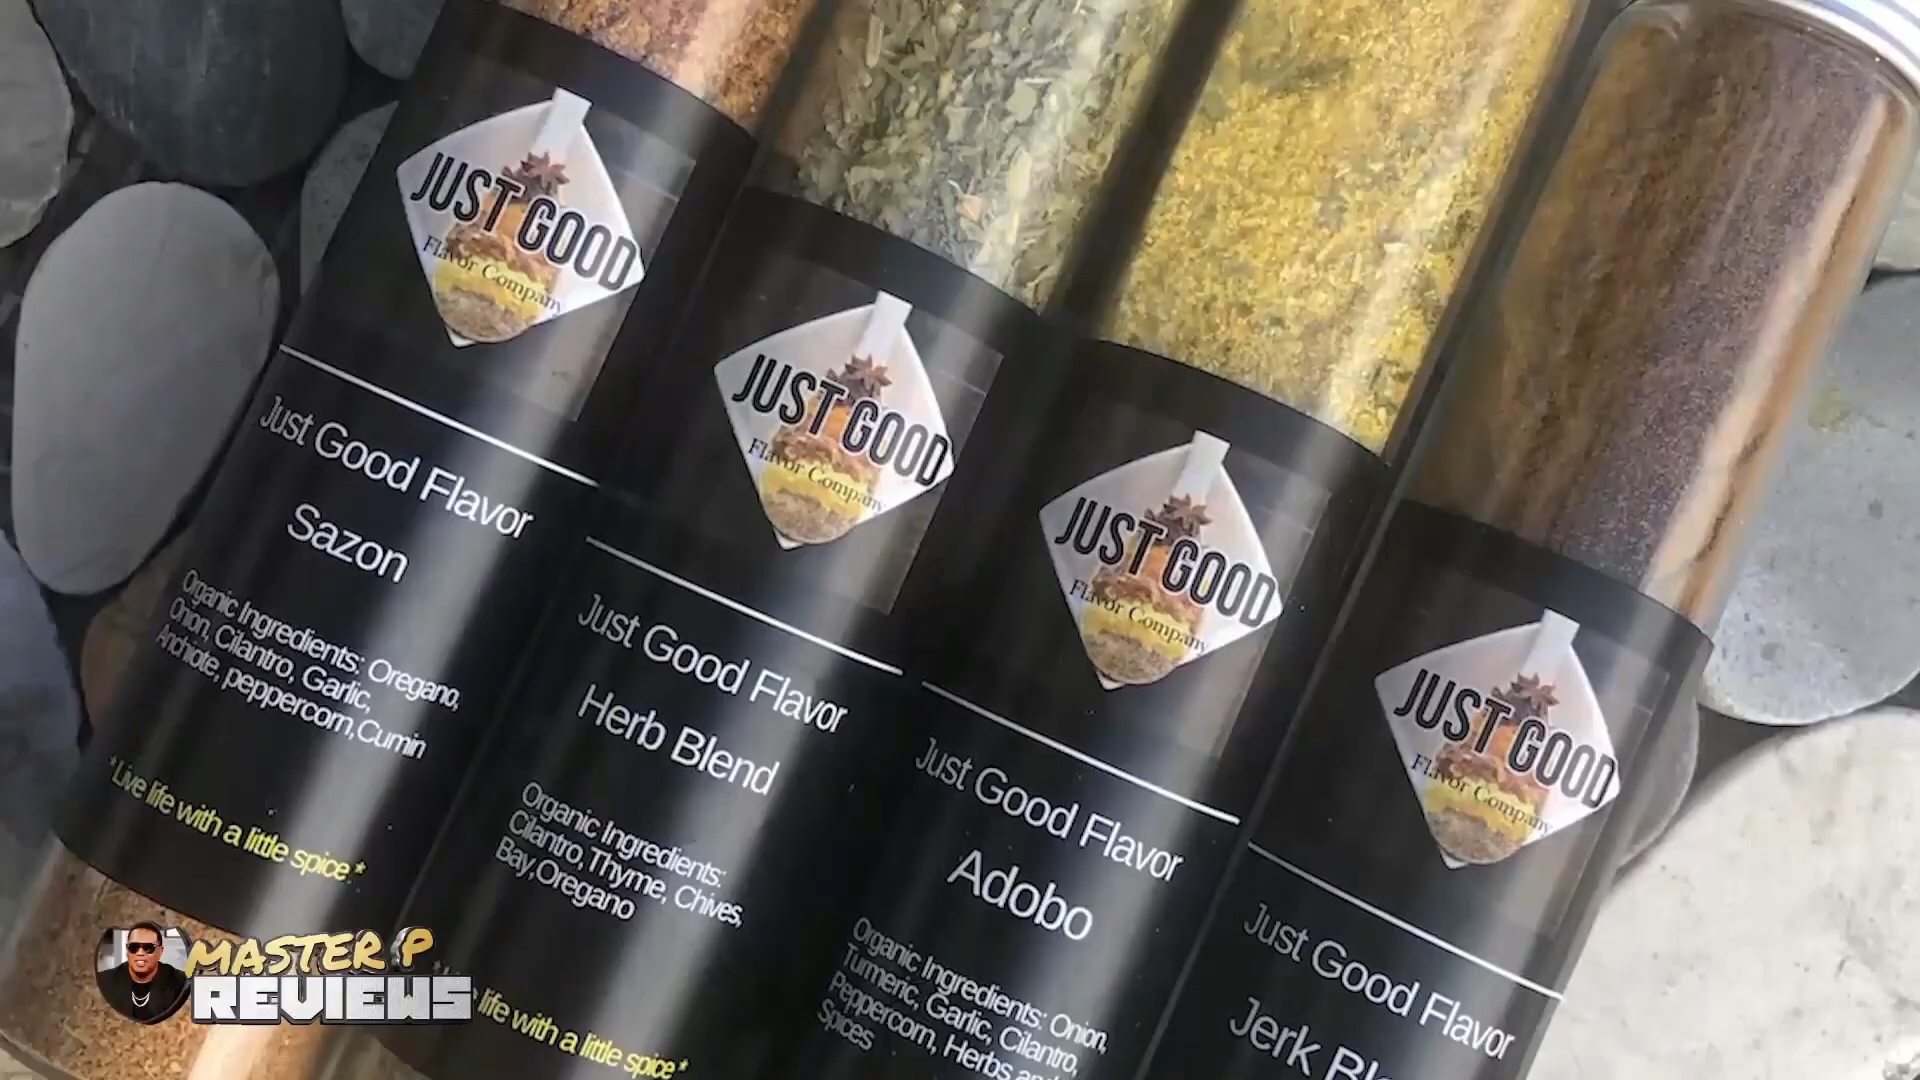 JUST GOOD
Flavor Company
Just Good Flavor
Sazon
Organic Ingredients: Oregano,
Onion, Cilantro, Garlic,
Anchiote, peppercorn,Cumin
*Live life with a little spice*
JUST GOOD
Flavor Company
Just Good Flavor
Herb Blend
Organic Ingredients:
Cilantro, Thyme, Chives,
Bay,Oregano
life with a little spice*
JUST GOOD
Flavor Company
Just Good Flavor
Adobo
Organic Ingredients: Onion,
Turmeric, Garlic, Cilantro,
Peppercorn, Herbs and
Spices
JUST GOOD
Flavor Company
Just Good Flavor
Jerk
MASTER P
REVIEWS